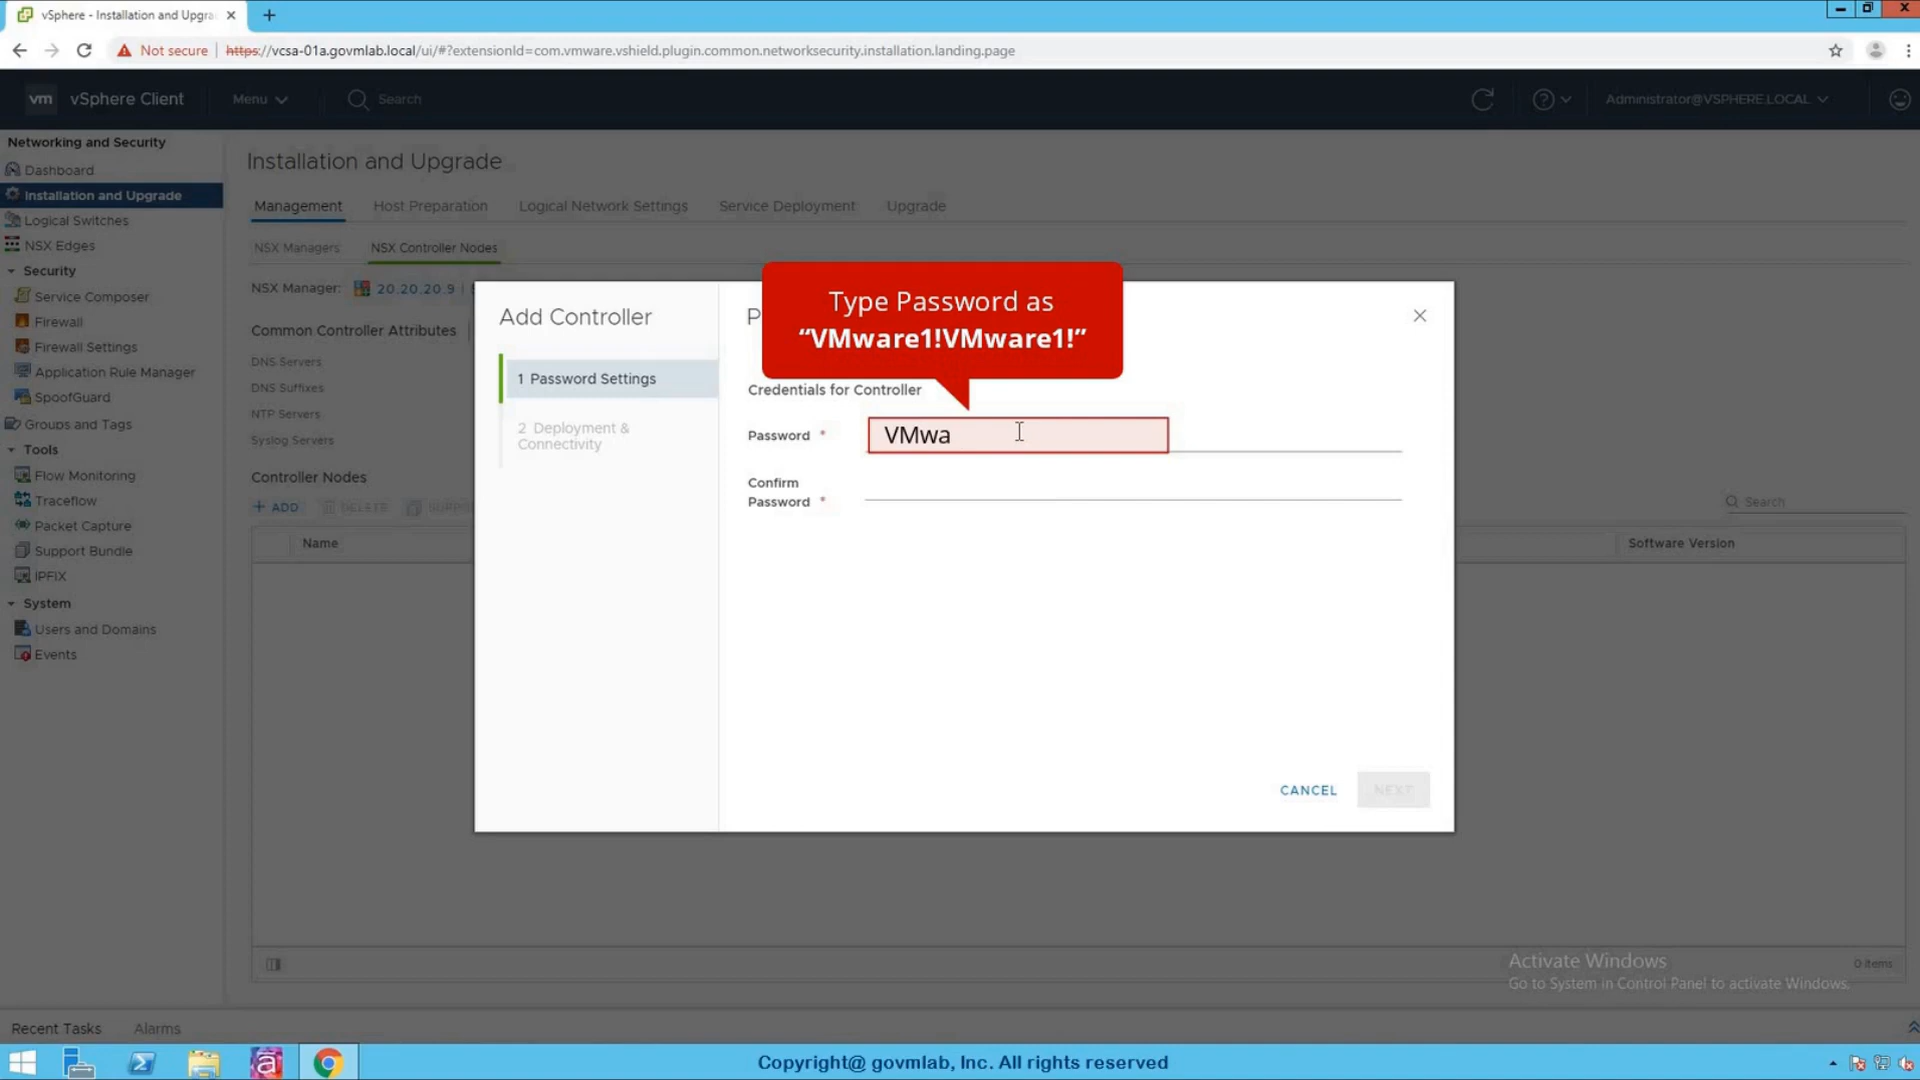 vSphere - Installation and Upgra
Not secure
https://vcsa-01a.govmlab.local/ui/#?extensionId=com.vmware.vshield.plugin.common.networksecurity.installation.landing.page
vm vSphere Client
Menu
Search
Administrator@VSPHERE.LOCAL
Networking and Security
Dashboard
Installation and Upgrade
Logical Switches
NSX Edges
Security
Service Composer
Firewall
Firewall Settings
Application Rule Manager
SpoofGuard
Groups and Tags
Tools
Flow Monitoring
Traceflow
Packet Capture
Support Bundle
IPFIX
System
Users and Domains
Events
Installation and Upgrade
Management Host Preparation Logical Network Settings Service Deployment Upgrade
NSX Managers NSX Controller Nodes
NSX Manager: 20.20.20.9 |
Common Controller Attributes
DNS Servers
DNS Suffixes
NTP Servers
Syslog Servers
Controller Nodes
+ ADD DELETE SUPPO
Search
Name
Software Version
0 items
Add Controller
1 Password Settings
2 Deployment &
Connectivity
P
Type Password as
“VMware1!VMware1!”
Credentials for Controller
Password *
VMwa
Confirm
Password *
CANCEL NEXT
Activate Windows
Go to System in Control Panel to activate Windows.
Recent Tasks Alarms
Copyright@ govmlab, Inc. All rights reserved